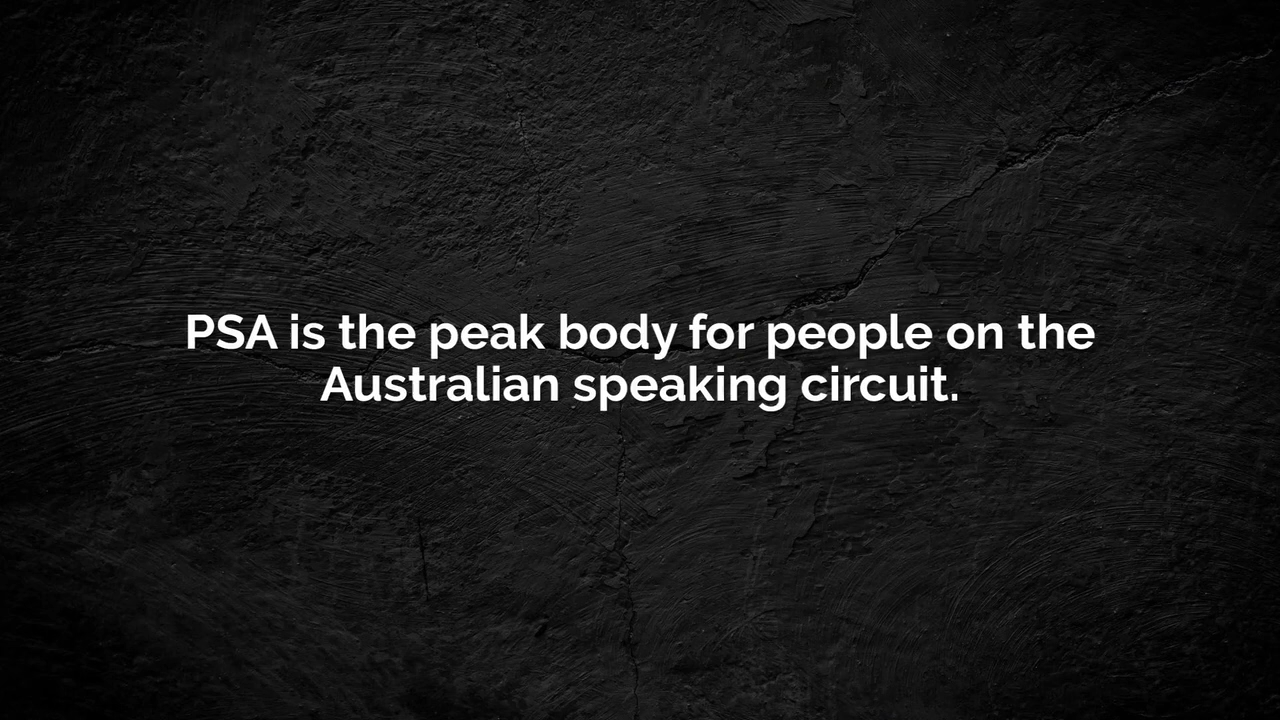 PSA is the peak body for people on the
Australian speaking circuit.